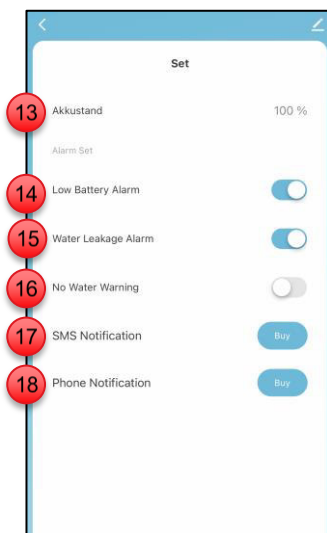 Set
13 Akkustand 100 %
Alarm Set
14 Low Battery Alarm
15 Water Leakage Alarm
16 No Water Warning
17 SMS Notification Buy
18 Phone Notification Buy